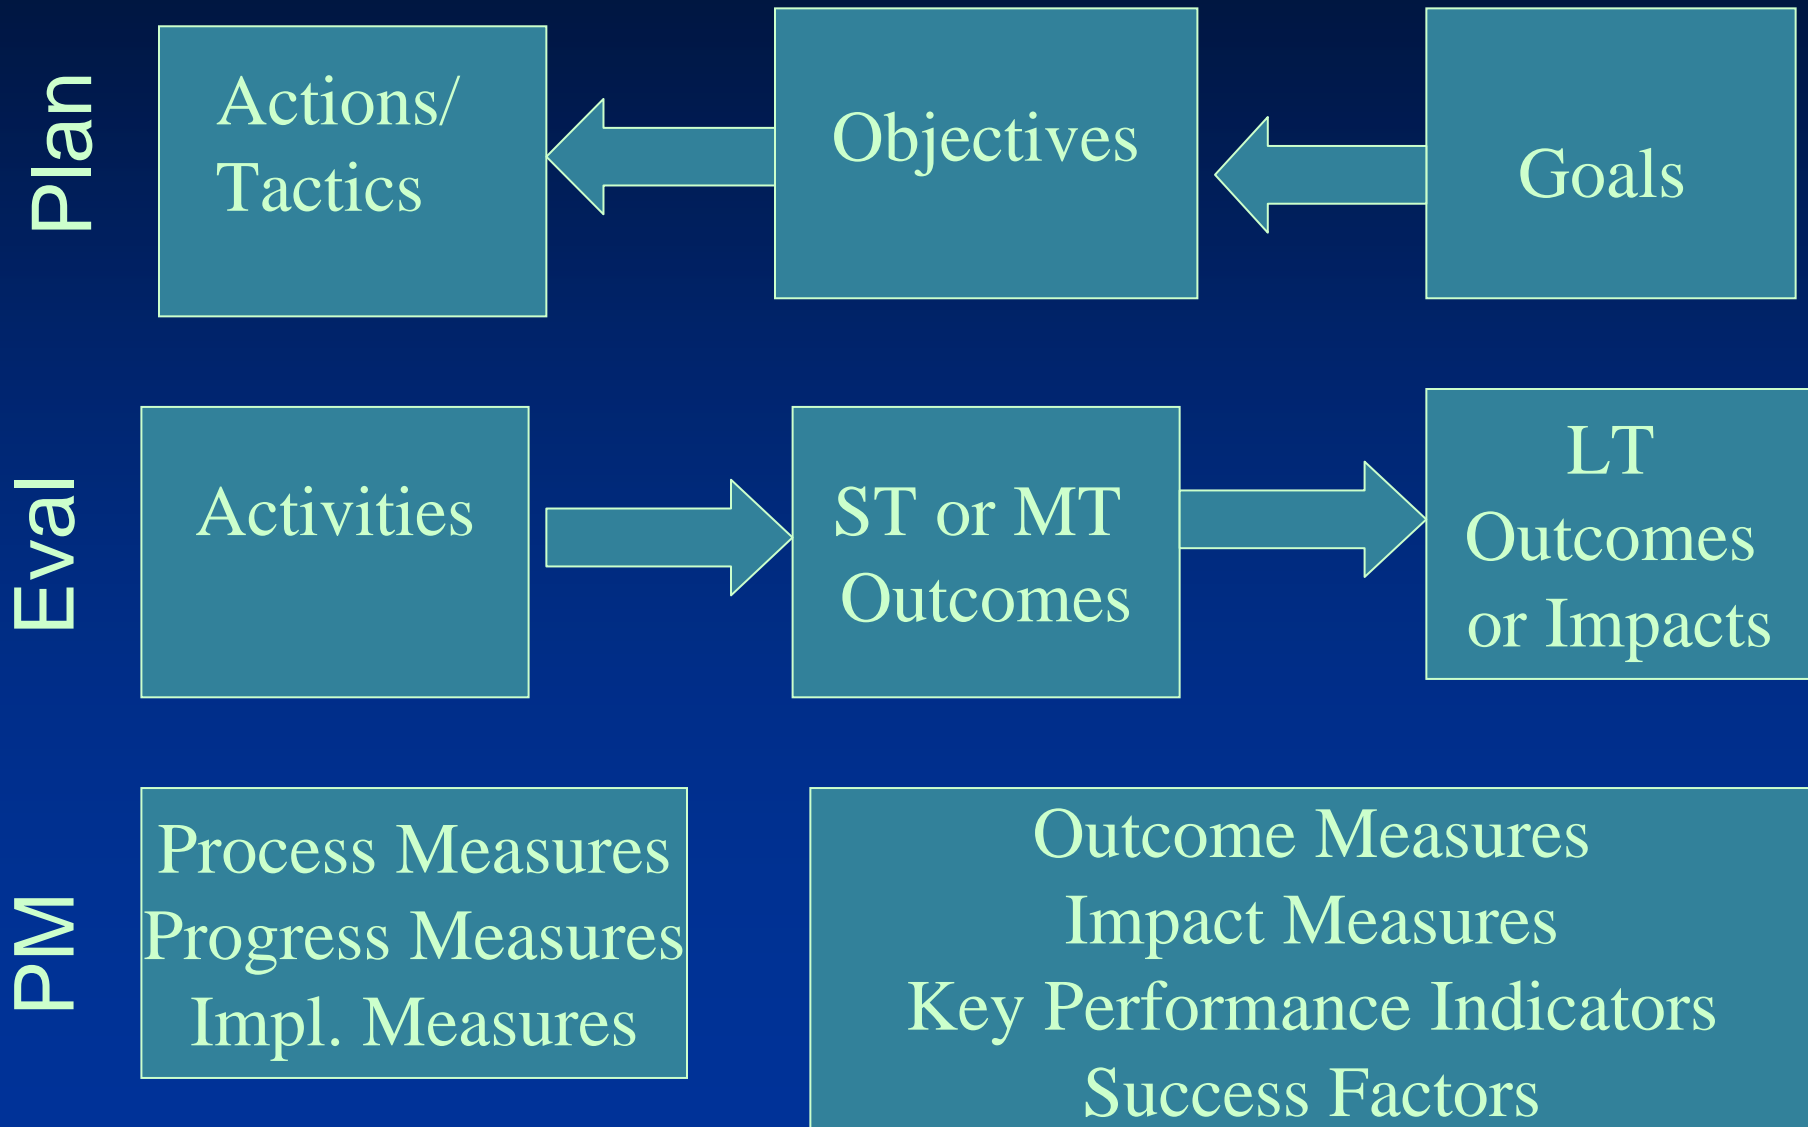 Plan
Actions/
Tactics
Objectives
Goals
Eval
Activities
ST or MT
Outcomes
LT
Outcomes
or Impacts
PM
Process Measures
Progress Measures
Impl. Measures
Outcome Measures
Impact Measures
Key Performance Indicators
Success Factors